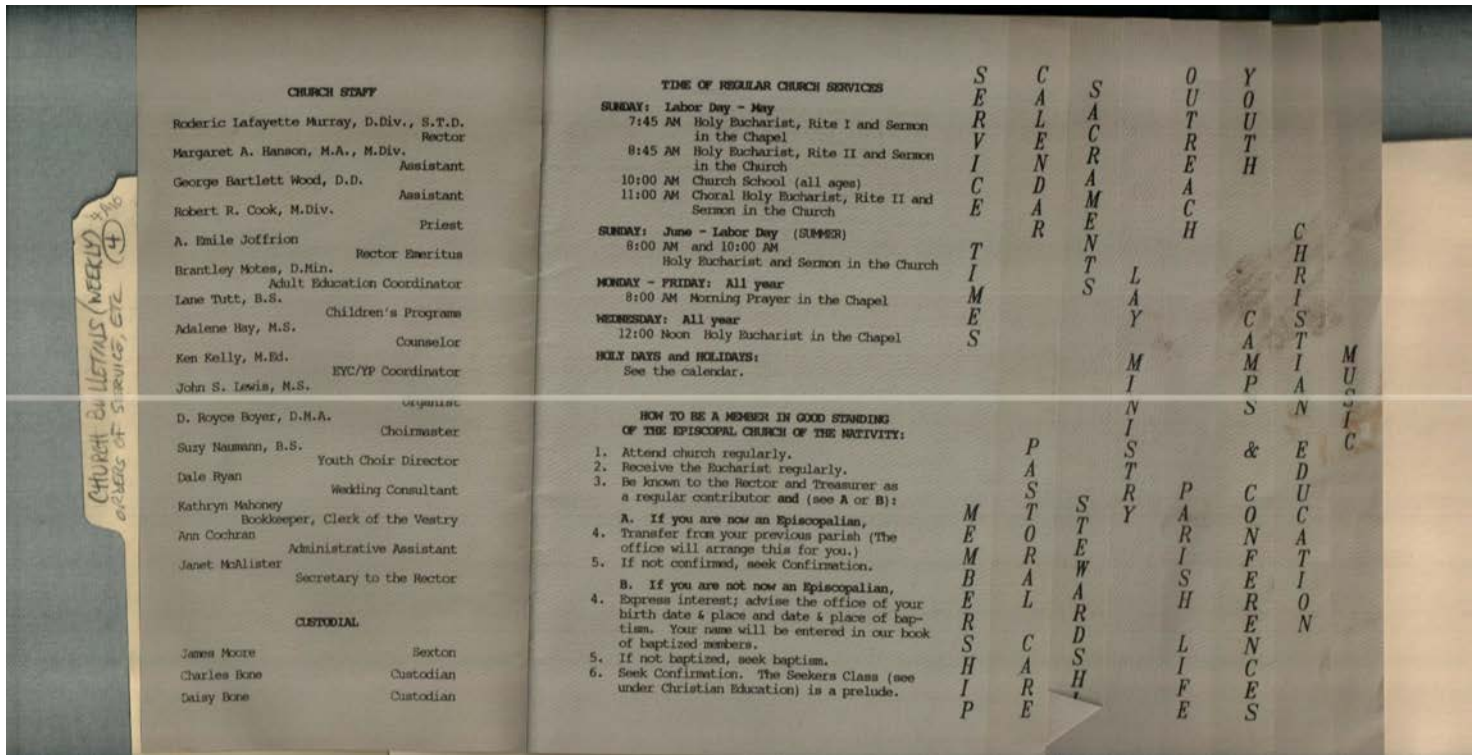 CHURCH BULLETINS (WEEKLY)
ORDERS OF SERVICE, ETC
4
CHURCH STAFF
Roderic Lafayette Murray, D.Div., S.T.D.
Rector
Margaret A. Hanson, M.A., M.Div.
Assistant
George Bartlett Wood, D.D.
Assistant
Robert R. Cook, M.Div.
Priest
A. Emile Joffrion
Rector Emeritus
Brantley Motes, D.Min.
Adult Education Coordinator
Lane Tutt, B.S.
Children's Programs
Adalene Hay, M.S.
Counselor
Ken Kelly, M.Ed.
EYC/YP Coordinator
John S. Lewis, M.S.
Organist
D. Royce Boyer, D.M.A.
Choirmaster
Suzy Naumann, B.S.
Youth Choir Director
Dale Ryan
Wedding Consultant
Kathryn Mahoney
Bookkeeper, Clerk of the Vestry
Ann Cochran
Administrative Assistant
Janet McAlister
Secretary to the Rector
CUSTODIAL
James Moore Sexton
Charles Bone Custodian
Daisy Bone Custodian
TIME OF REGULAR CHURCH SERVICES
SUNDAY: Labor Day - May
7:45 AM Holy Eucharist, Rite I and Sermon
in the Chapel
8:45 AM Holy Eucharist, Rite II and Sermon
in the Church
10:00 AM Church School (all ages)
11:00 AM Choral Holy Eucharist, Rite II and
Sermon in the Church
SUNDAY: June - Labor Day (SUMMER)
8:00 AM and 10:00 AM
Holy Eucharist and Sermon in the Church
MONDAY - FRIDAY: All year
8:00 AM Morning Prayer in the Chapel
WEDNESDAY: All year
12:00 Noon Holy Eucharist in the Chapel
HOLY DAYS and HOLIDAYS:
See the calendar.
HOW TO BE A MEMBER IN GOOD STANDING
OF THE EPISCOPAL CHURCH OF THE NATIVITY:
1. Attend church regularly.
2. Receive the Eucharist regularly.
3. Be known to the Rector and Treasurer as
a regular contributor and (see A or B):
A. If you are now an Episcopalian,
4. Transfer from your previous parish (The
office will arrange this for you.)
5. If not confirmed, seek Confirmation.
B. If you are not now an Episcopalian,
4. Express interest; advise the office of your
birth date & place and date & place of bap-
tism. Your name will be entered in our book
of baptized members.
5. If not baptized, seek baptism.
6. Seek Confirmation. The Seekers Class (see
under Christian Education) is a prelude.
SERVICE TIMES
MEMBERSHIP
CALENDAR
PASTORAL CARE
SACRAMENTS
STEWARDSHI
LAY MINISTRY
OUTREACH
PARISH LIFE
YOUTH
CAMPS & CONFERENCES
CHRISTIAN EDUCATION
MUSIC